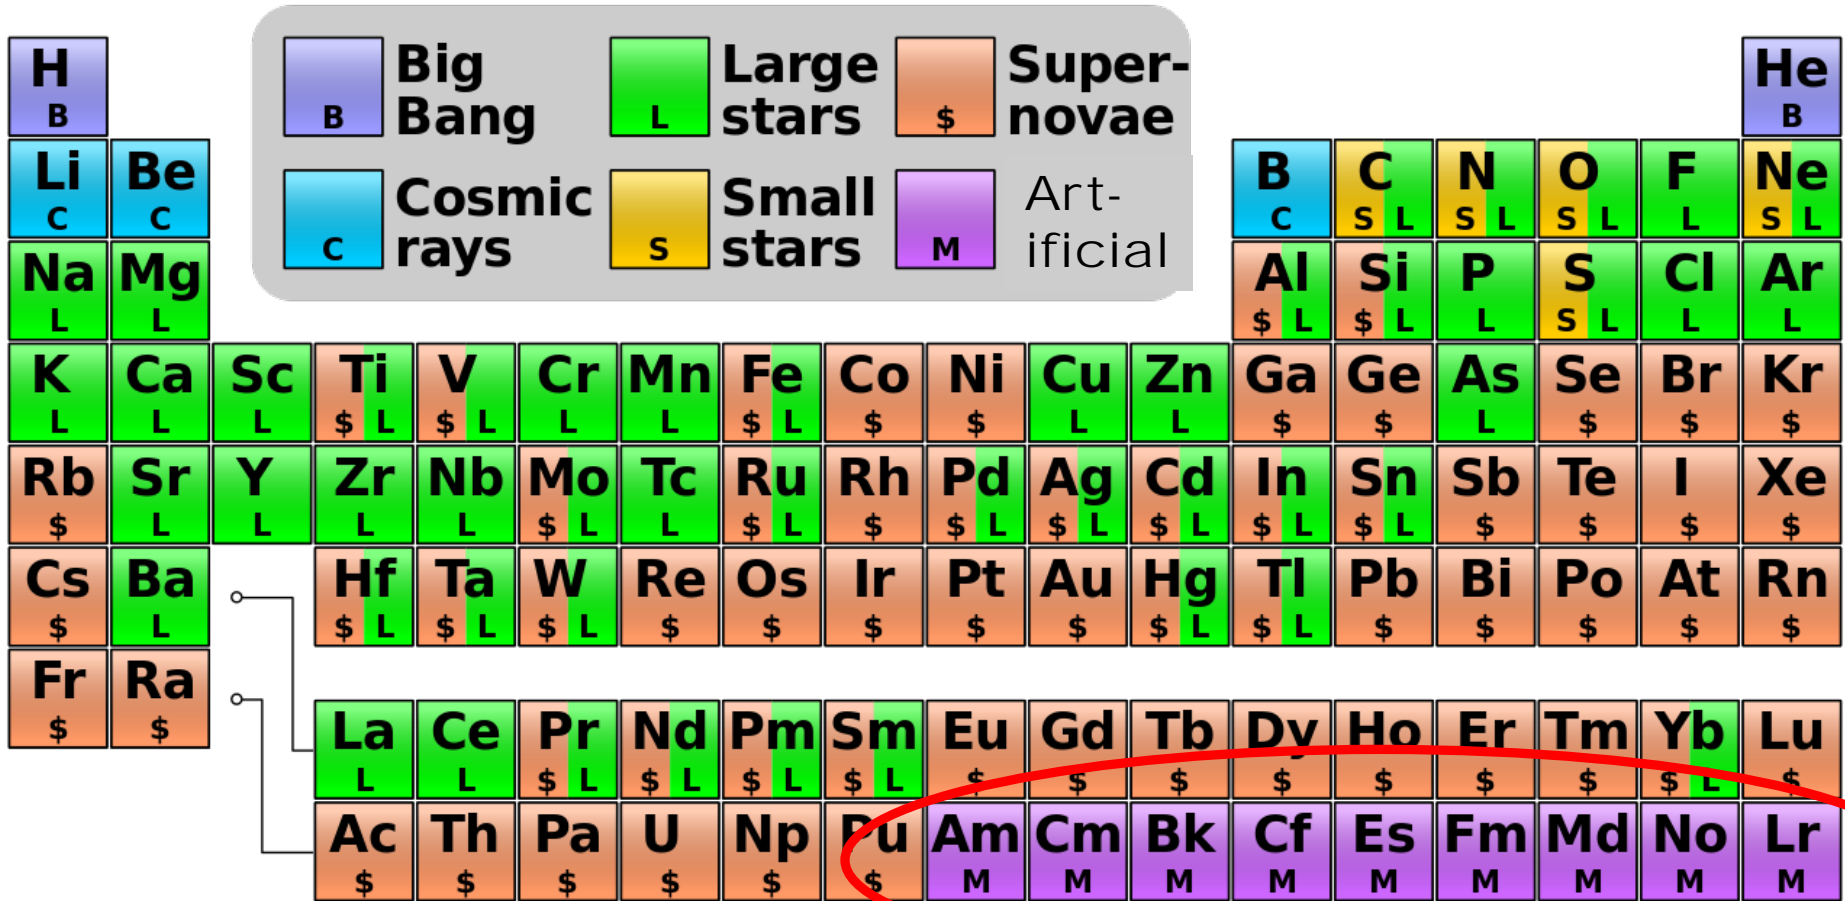 Big Bang
B
Large stars
L
Super-novae
$
Cosmic rays
C
Small stars
S
Art-ificial
M
H He
B B
Li Be B C N O F Ne
C C C S L S L S L L S L
Na Mg Al Si P S Cl Ar
L L $ L $ L L S L L L
K Ca Sc Ti V Cr Mn Fe Co Ni Cu Zn Ga Ge As Se Br Kr
L L L $ L $ L L L $ L $ $ L L $ $ L $ $ $
Rb Sr Y Zr Nb Mo Tc Ru Rh Pd Ag Cd In Sn Sb Te I Xe
$ L L L L $ L L $ L $ $ L $ L $ L $ L $ L $ $ $ $
Cs Ba Hf Ta W Re Os Ir Pt Au Hg Tl Pb Bi Po At Rn
$ L $ L $ L $ L $ $ $ $ $ $ L $ L $ $ $ $ $
Fr Ra
$ $
La Ce Pr Nd Pm Sm Eu Gd Tb Dy Ho Er Tm Yb Lu
L L $ L $ L $ L $ L $ $ $ $ $ $ $ $ L $
Ac Th Pa U Np Pu Am Cm Bk Cf Es Fm Md No Lr
$ $ $ $ $ $ M M M M M M M M M